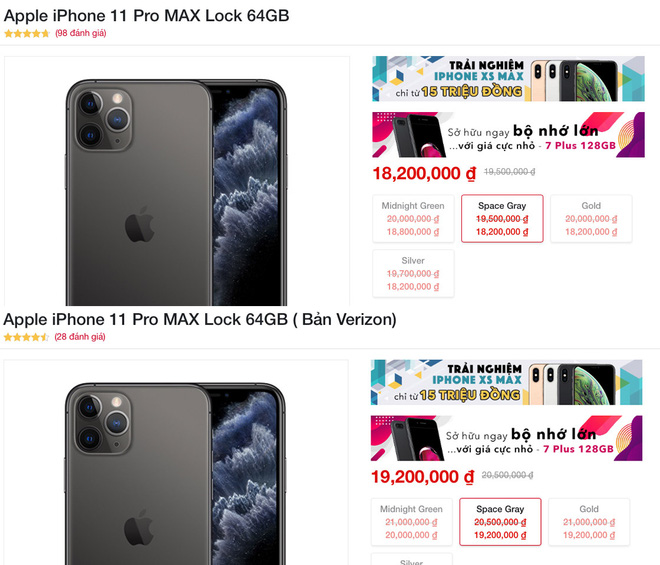 Apple iPhone 11 Pro MAX Lock 64GB
(98 đánh giá)
TRẢI NGHIỆM
IPHONE XS MAX
chỉ từ 15 TRIỆU ĐỒNG
Sở hữu ngay bộ nhớ lớn
...với giá cực nhỏ - 7 Plus 128GB
18,200,000 ₫ 19,500,000 ₫
Midnight Green
20,000,000 ₫
18,800,000 ₫
Space Gray
19,500,000 ₫
18,200,000 ₫
Gold
20,000,000 ₫
18,200,000 ₫
Silver
19,700,000 ₫
18,200,000 ₫
Apple iPhone 11 Pro MAX Lock 64GB ( Bản Verizon)
(28 đánh giá)
TRẢI NGHIỆM
IPHONE XS MAX
chỉ từ 15 TRIỆU ĐỒNG
Sở hữu ngay bộ nhớ lớn
...với giá cực nhỏ - 7 Plus 128GB
19,200,000 ₫ 20,500,000 ₫
Midnight Green
21,000,000 ₫
20,000,000 ₫
Space Gray
20,500,000 ₫
19,200,000 ₫
Gold
21,000,000 ₫
19,200,000 ₫
Silver